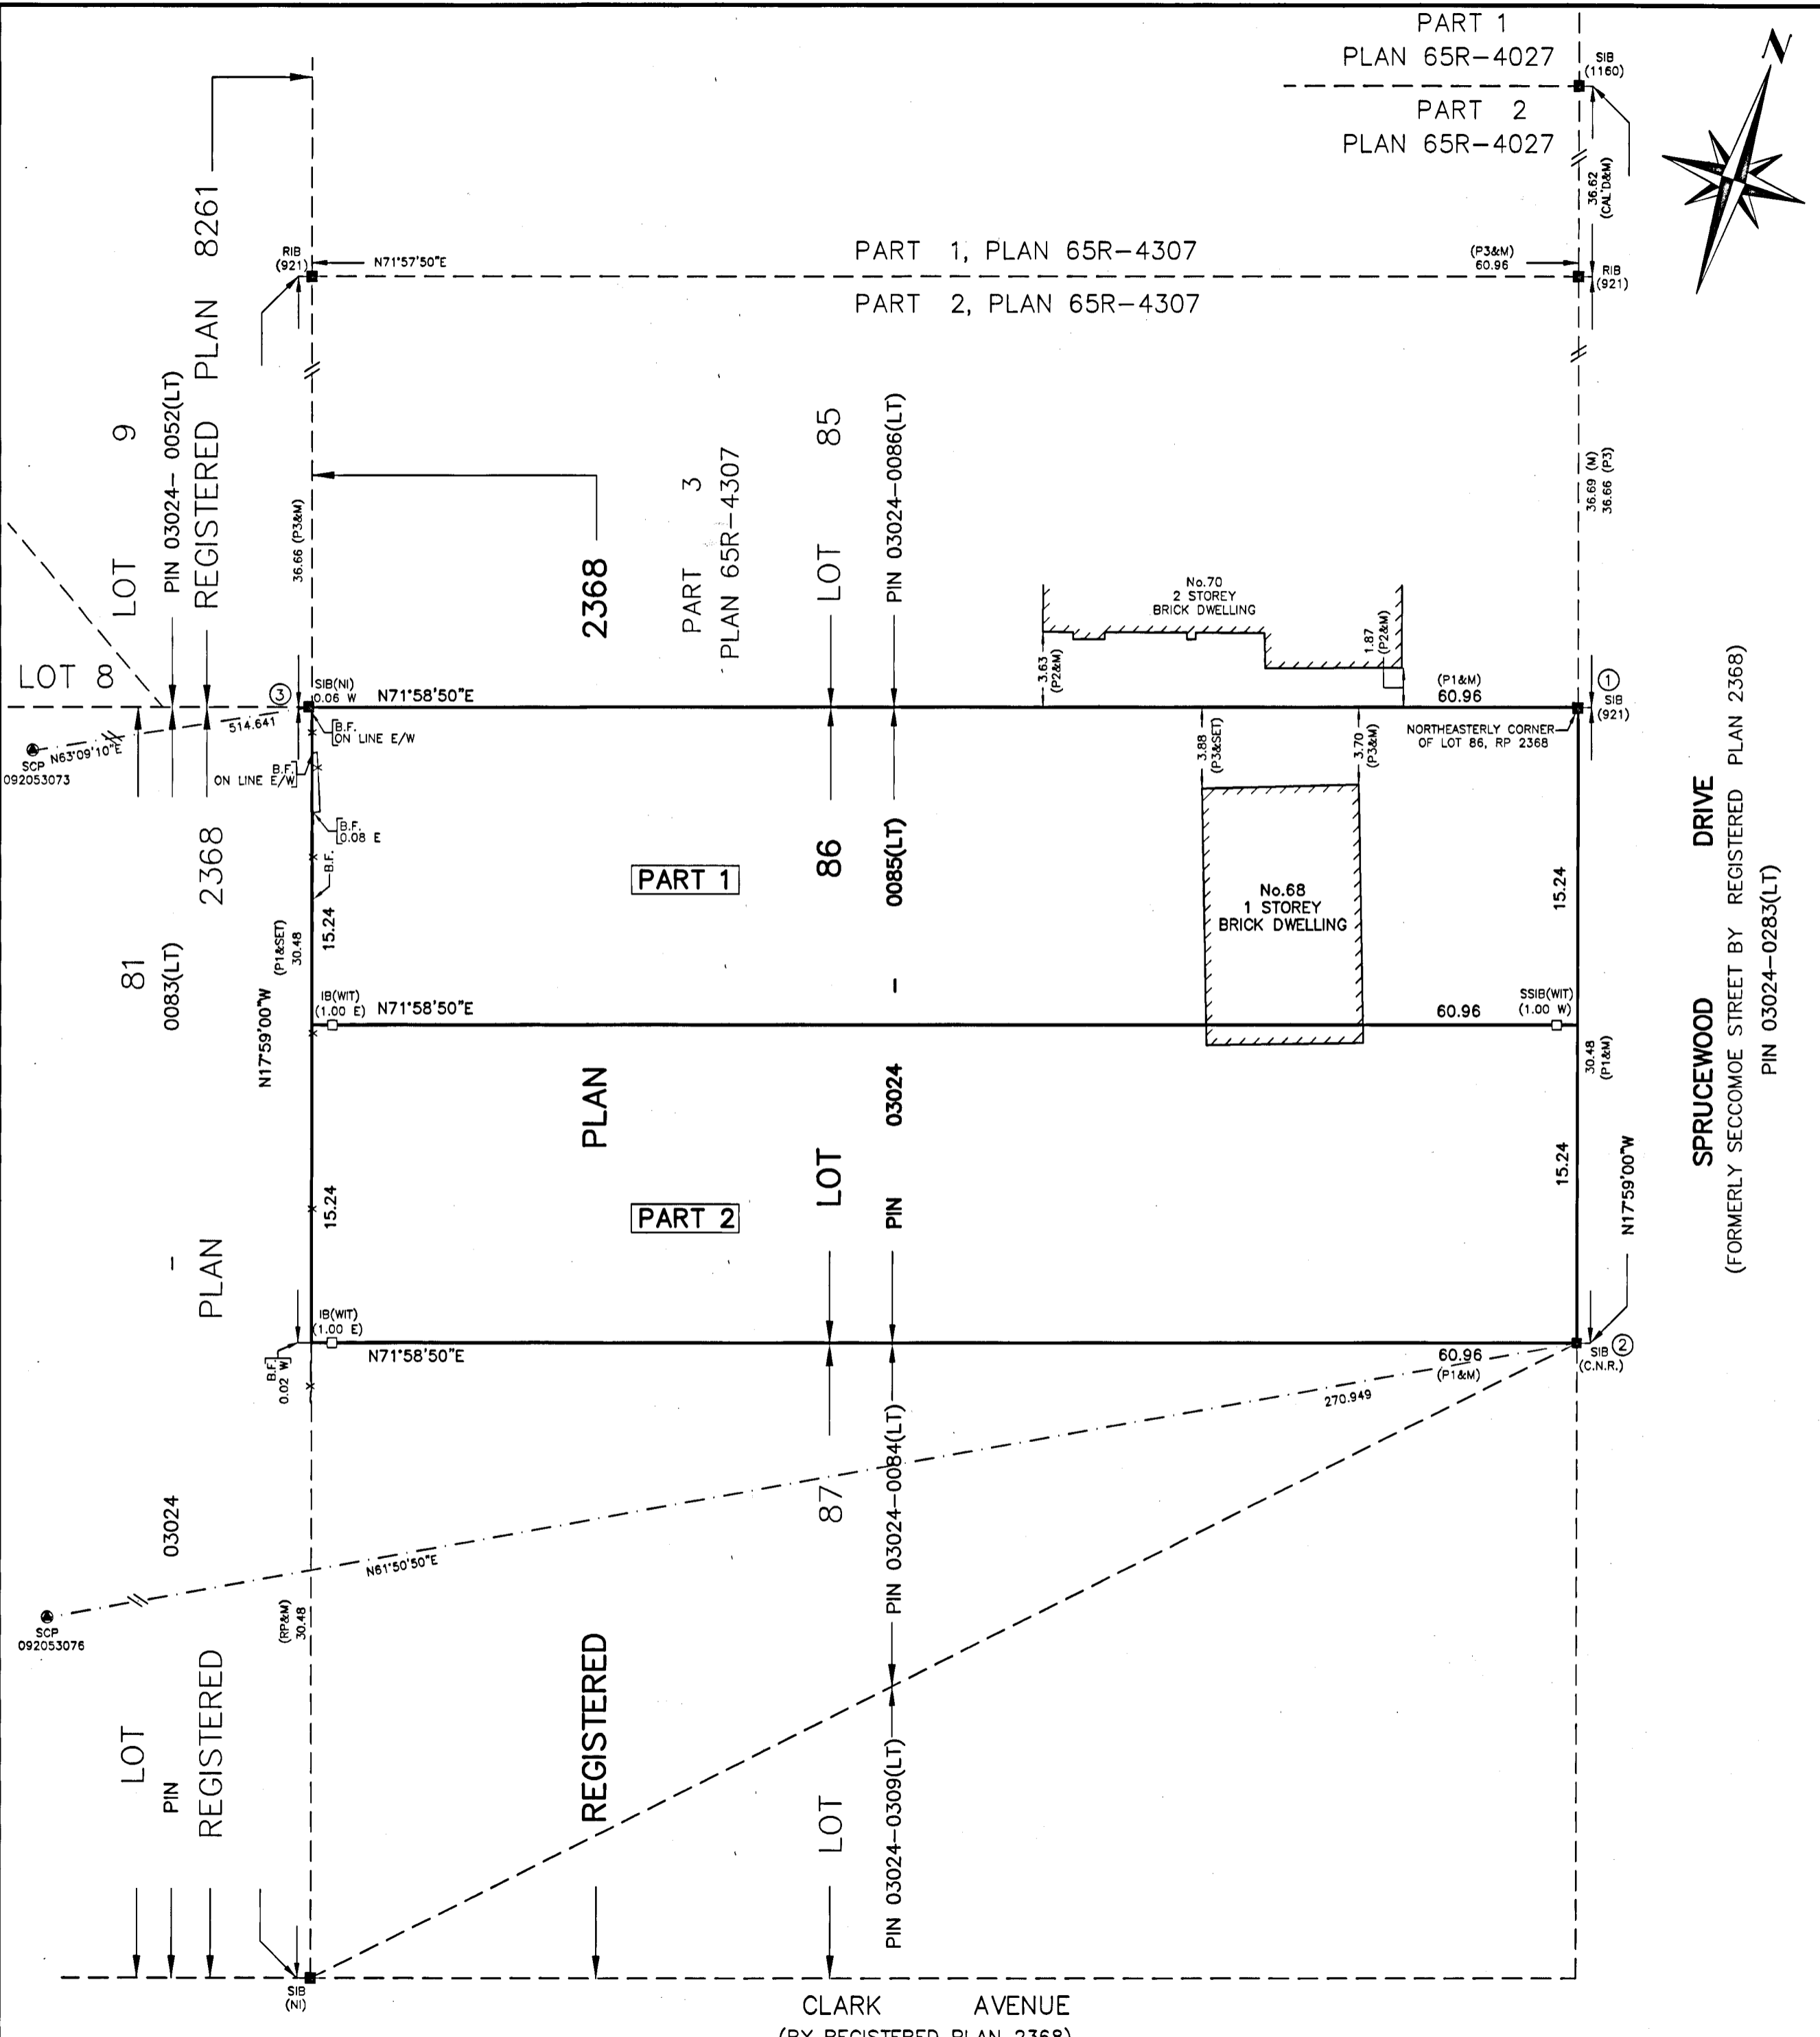 PART 1
PLAN 65R-4027
SIB
(1160)
N
PART 2
PLAN 65R-4027
36.62
(CAL'D&M)
REGISTERED PLAN 8261
RIB
(921)
N71°57'50"E
PART 1, PLAN 65R-4307
(P3&M)
60.96
RIB
(921)
PART 2, PLAN 65R-4307
LOT 9
PIN 03024- 0052(LT)
36.66 (P3&M)
2368
PART 3
PLAN 65R-4307
LOT 85
PIN 03024-0086(LT)
36.69 (M)
36.66 (P3)
No.70
2 STOREY
BRICK DWELLING
3.63
(P2&M)
1.87
(P2&M)
LOT 8
3
SIB(NI)
0.06 W
N71°58'50"E
(P1&M)
60.96
1
SIB
(921)
514.641
N63°09'10"E
SCP
092053073
B.F.
ON LINE E/W
B.F.
ON LINE E/W
B.F.
0.08 E
B.F.
3.88
(P3&SET)
3.70
(P3&M)
NORTHEASTERLY CORNER
OF LOT 86, RP 2368
2368
PART 1
86
0085(LT)
No.68
1 STOREY
BRICK DWELLING
15.24
15.24
(P1&SET)
30.48
81
0083(LT)
N17°59'00"W
IB(WIT)
(1.00 E)
N71°58'50"E
-
60.96
SSIB(WIT)
(1.00 W)
30.48
(P1&M)
PLAN
03024
SPRUCEWOOD DRIVE
(FORMERLY SECCOMOE STREET BY REGISTERED PLAN 2368)
PIN 03024-0283(LT)
15.24
PART 2
LOT
PIN
15.24
N17°59'00"W
-
PLAN
IB(WIT)
(1.00 E)
N71°58'50"E
B.F.
0.02 W
60.96
(P1&M)
SIB
(C.N.R.)
2
270.949
87
PIN 03024-0084(LT)
03024
N61°50'50"E
SCP
092053076
(RP&M)
30.48
LOT
PIN
REGISTERED
REGISTERED
LOT
PIN 03024-0309(LT)
SIB
(NI)
CLARK AVENUE
(BY REGISTERED PLAN 2368)